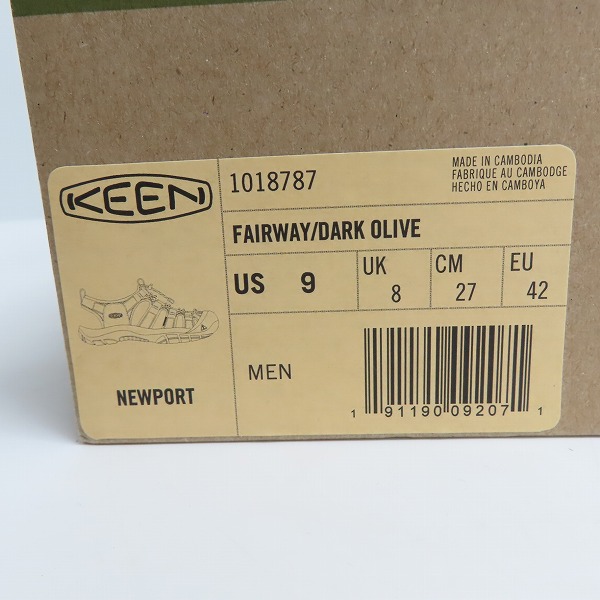 KEEN
1018787
MADE IN CAMBODIA
FABRIQUE AU CAMBODGE
HECHO EN CAMBOYA
FAIRWAY/DARK OLIVE
US 9
UK 8
CM 27
EU 42
KEEN
NEWPORT
MEN
1 91190 09207 1